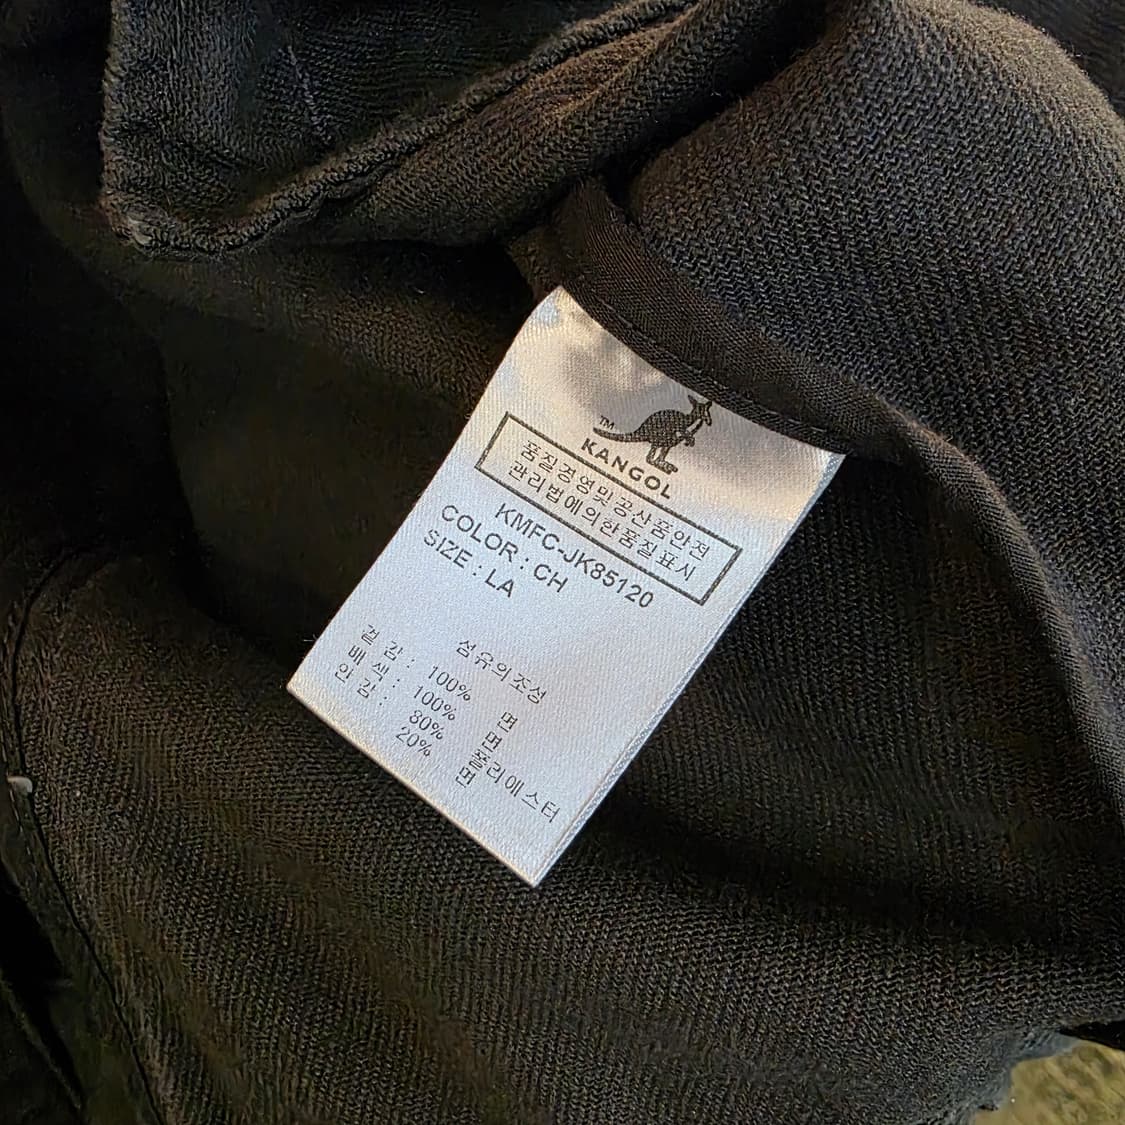 TM
KANGOL
품질경영및공산품안전
관리법에의한품질표시
KMFC-JK85120
COLOR : CH
SIZE : LA
섬유의조성
겉 감 : 100% 면
배 색 : 100% 면
안 감 : 80% 폴리에스터
20% 면